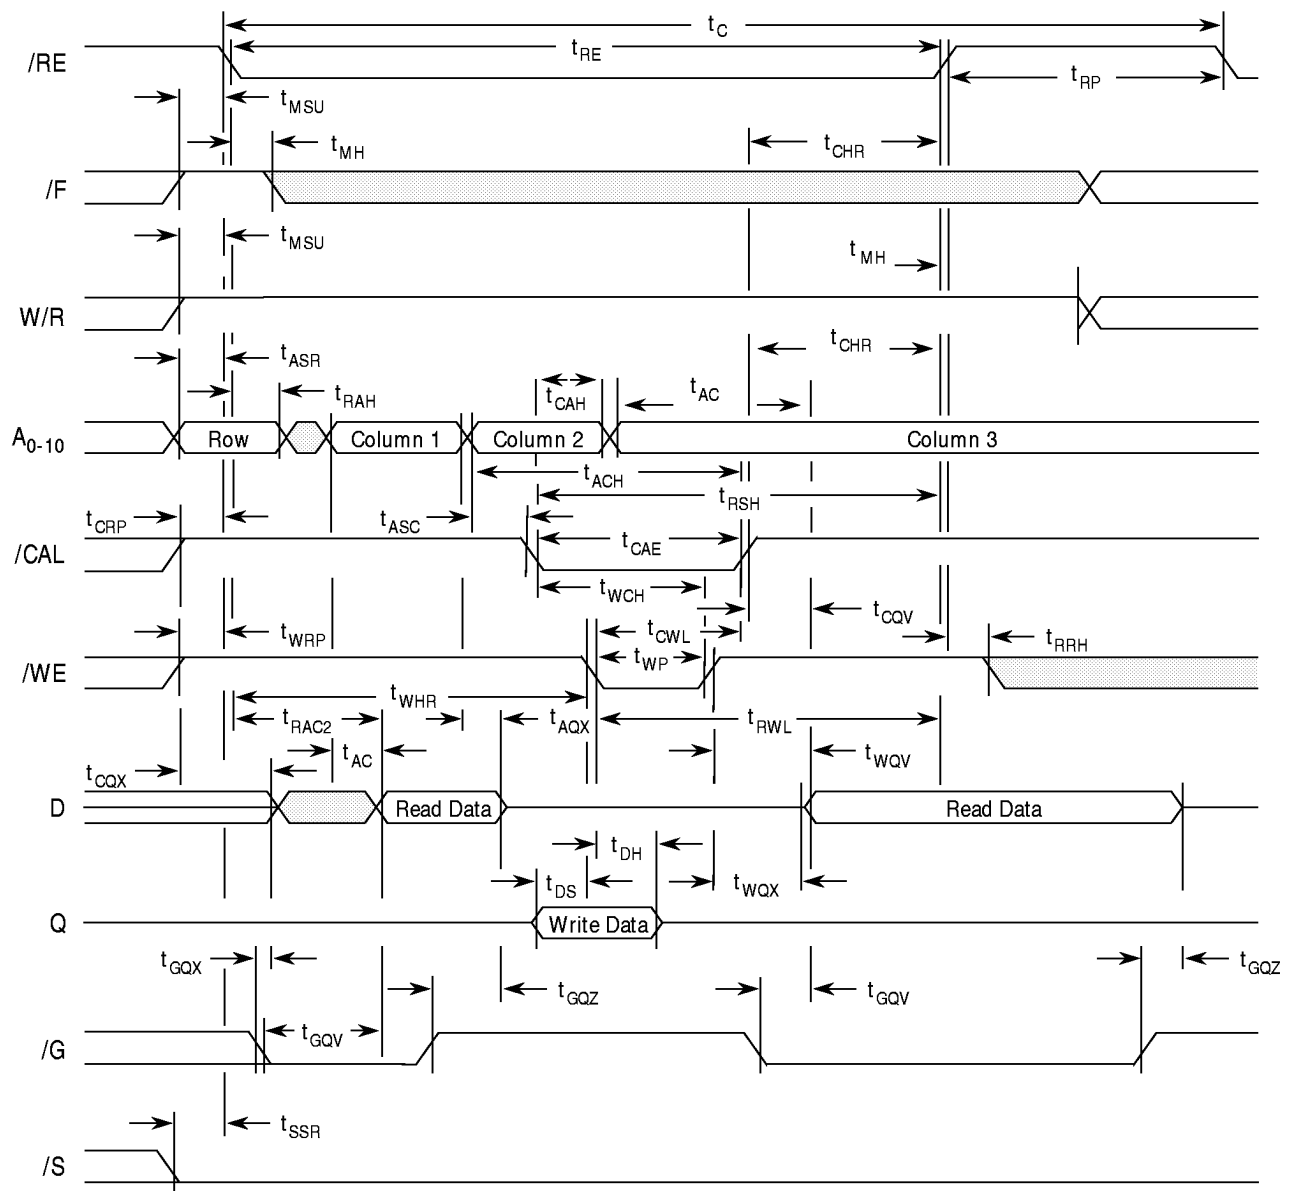 tC
/RE
tRE
tRP
tMSU
tMH
tCHR
/F
tMSU
tMH
W/R
tASR
tCHR
tRAH
tCAH
tAC
A0-10
Row
Column 1
Column 2
Column 3
tACH
tRSH
tCRP
tASC
/CAL
tCAE
tWCH
tCQV
tWRP
tCWL
tRRH
/WE
tWP
tWHR
tRAC2
tAQX
tRWL
tCQX
tAC
tWQV
D
Read Data
Read Data
tDH
tDS
tWQX
Q
Write Data
tGQX
tGQZ
tGQZ
tGQV
/G
tGQV
tSSR
/S